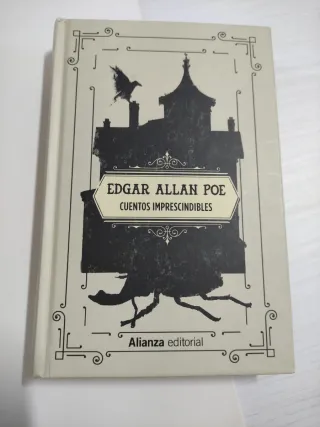 EDGAR ALLAN POE
CUENTOS IMPRESCINDIBLES
Alianza editorial